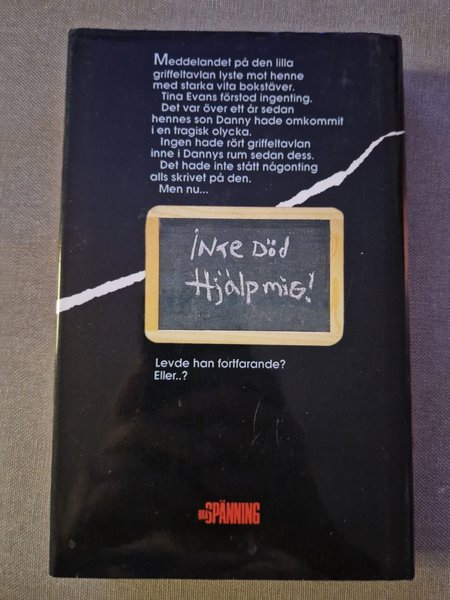 Meddelandet på den lilla
griffeltavlan lyste mot henne
med starka vita bokstäver.
Tina Evans förstod ingenting.
Det var över ett år sedan
hennes son Danny hade omkommit
i en tragisk olycka.
Ingen hade rört griffeltavlan
inne i Dannys rum sedan dess.
Det hade inte stått någonting
alls skrivet på den.
Men nu...
iNte Död
Hjälp mig!
Levde han fortfarande?
Eller..?
BRA SPÄNNING